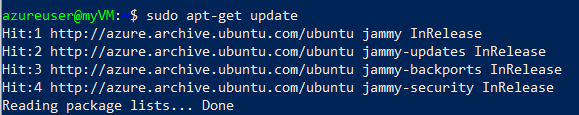 azureuser@myVM: $ sudo apt-get update
Hit:1 http://azure.archive.ubuntu.com/ubuntu jammy InRelease
Hit:2 http://azure.archive.ubuntu.com/ubuntu jammy-updates InRelease
Hit:3 http://azure.archive.ubuntu.com/ubuntu jammy-backports InRelease
Hit:4 http://azure.archive.ubuntu.com/ubuntu jammy-security InRelease
Reading package lists... Done